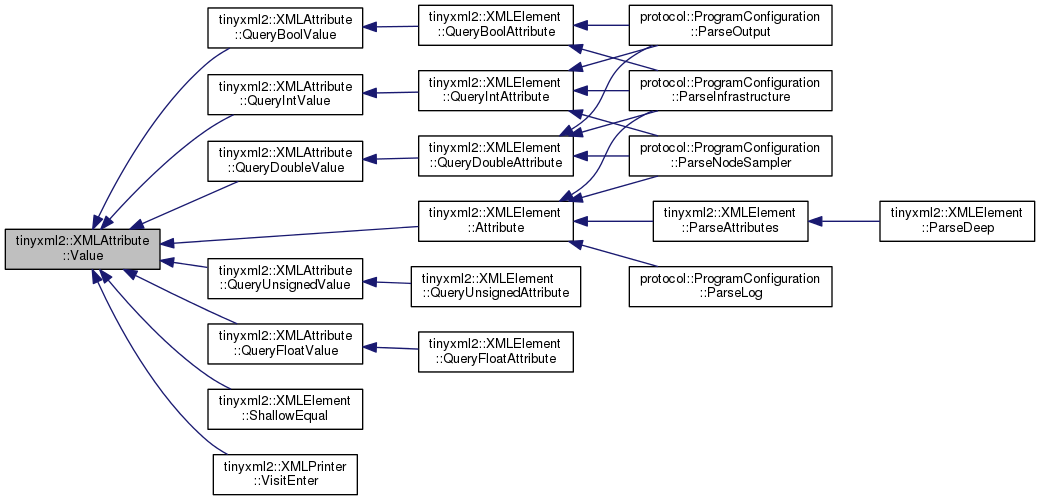 tinyxml2::XMLAttribute
::Value
tinyxml2::XMLAttribute
::QueryBoolValue
tinyxml2::XMLAttribute
::QueryIntValue
tinyxml2::XMLAttribute
::QueryDoubleValue
tinyxml2::XMLElement
::Attribute
tinyxml2::XMLAttribute
::QueryUnsignedValue
tinyxml2::XMLAttribute
::QueryFloatValue
tinyxml2::XMLElement
::ShallowEqual
tinyxml2::XMLPrinter
::VisitEnter
tinyxml2::XMLElement
::QueryBoolAttribute
tinyxml2::XMLElement
::QueryIntAttribute
tinyxml2::XMLElement
::QueryDoubleAttribute
tinyxml2::XMLElement
::QueryUnsignedAttribute
tinyxml2::XMLElement
::QueryFloatAttribute
protocol::ProgramConfiguration
::ParseOutput
protocol::ProgramConfiguration
::ParseInfrastructure
protocol::ProgramConfiguration
::ParseNodeSampler
tinyxml2::XMLElement
::ParseAttributes
protocol::ProgramConfiguration
::ParseLog
tinyxml2::XMLElement
::ParseDeep